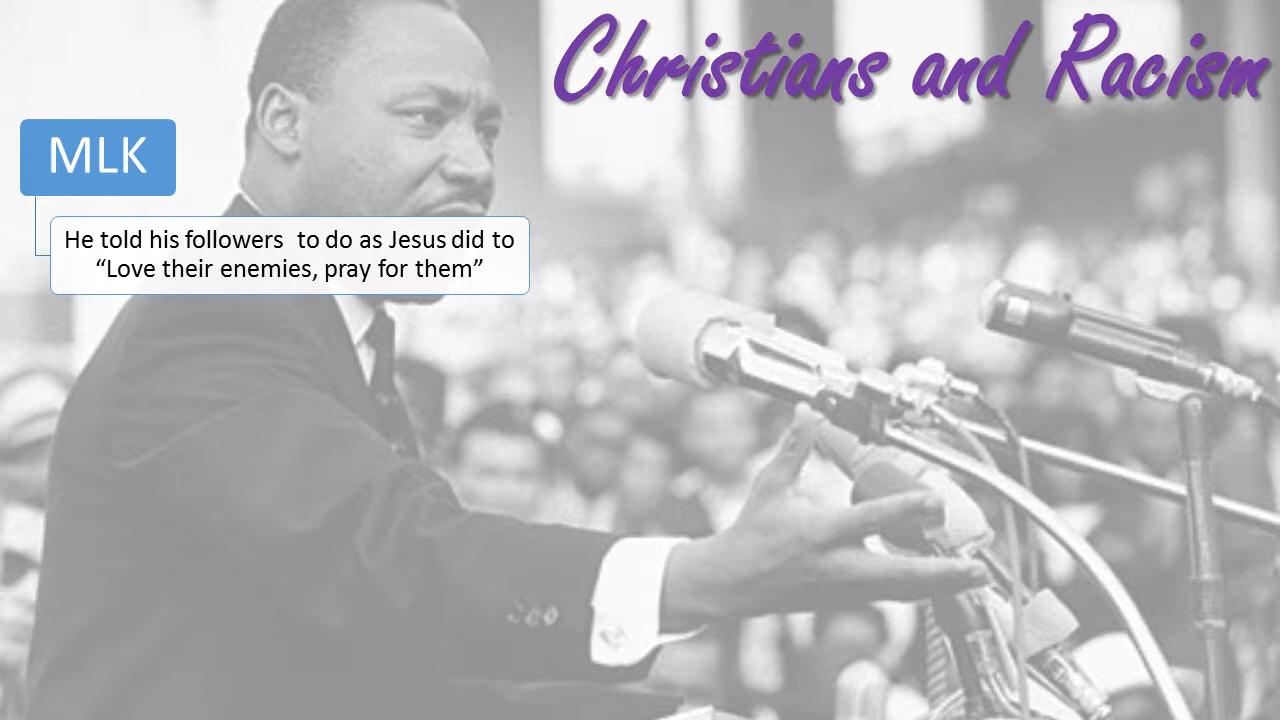 Christians and Racism
MLK
He told his followers  to do as Jesus did to
“Love their enemies, pray for them”